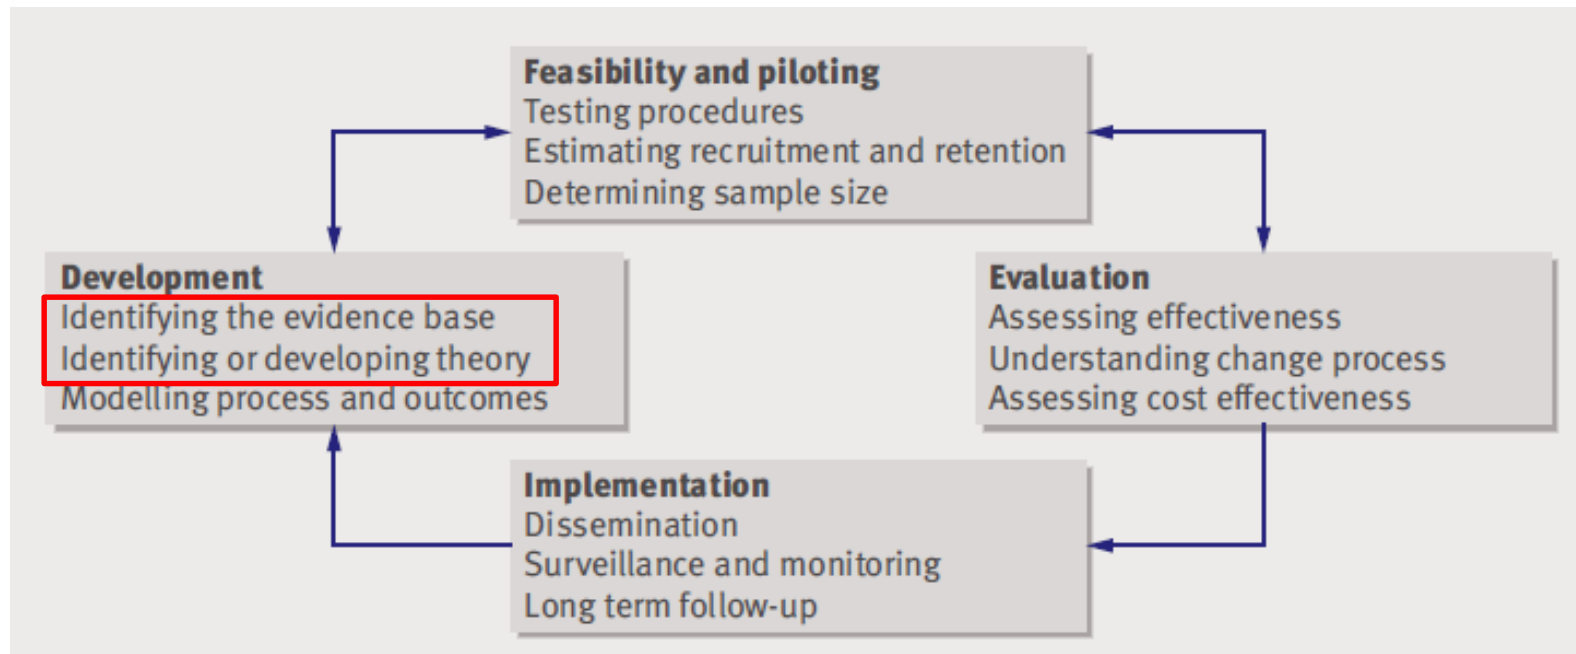 Feasibility and piloting
Testing procedures
Estimating recruitment and retention
Determining sample size
Development
Identifying the evidence base
Identifying or developing theory
Modelling process and outcomes
Evaluation
Assessing effectiveness
Understanding change process
Assessing cost effectiveness
Implementation
Dissemination
Surveillance and monitoring
Long term follow-up